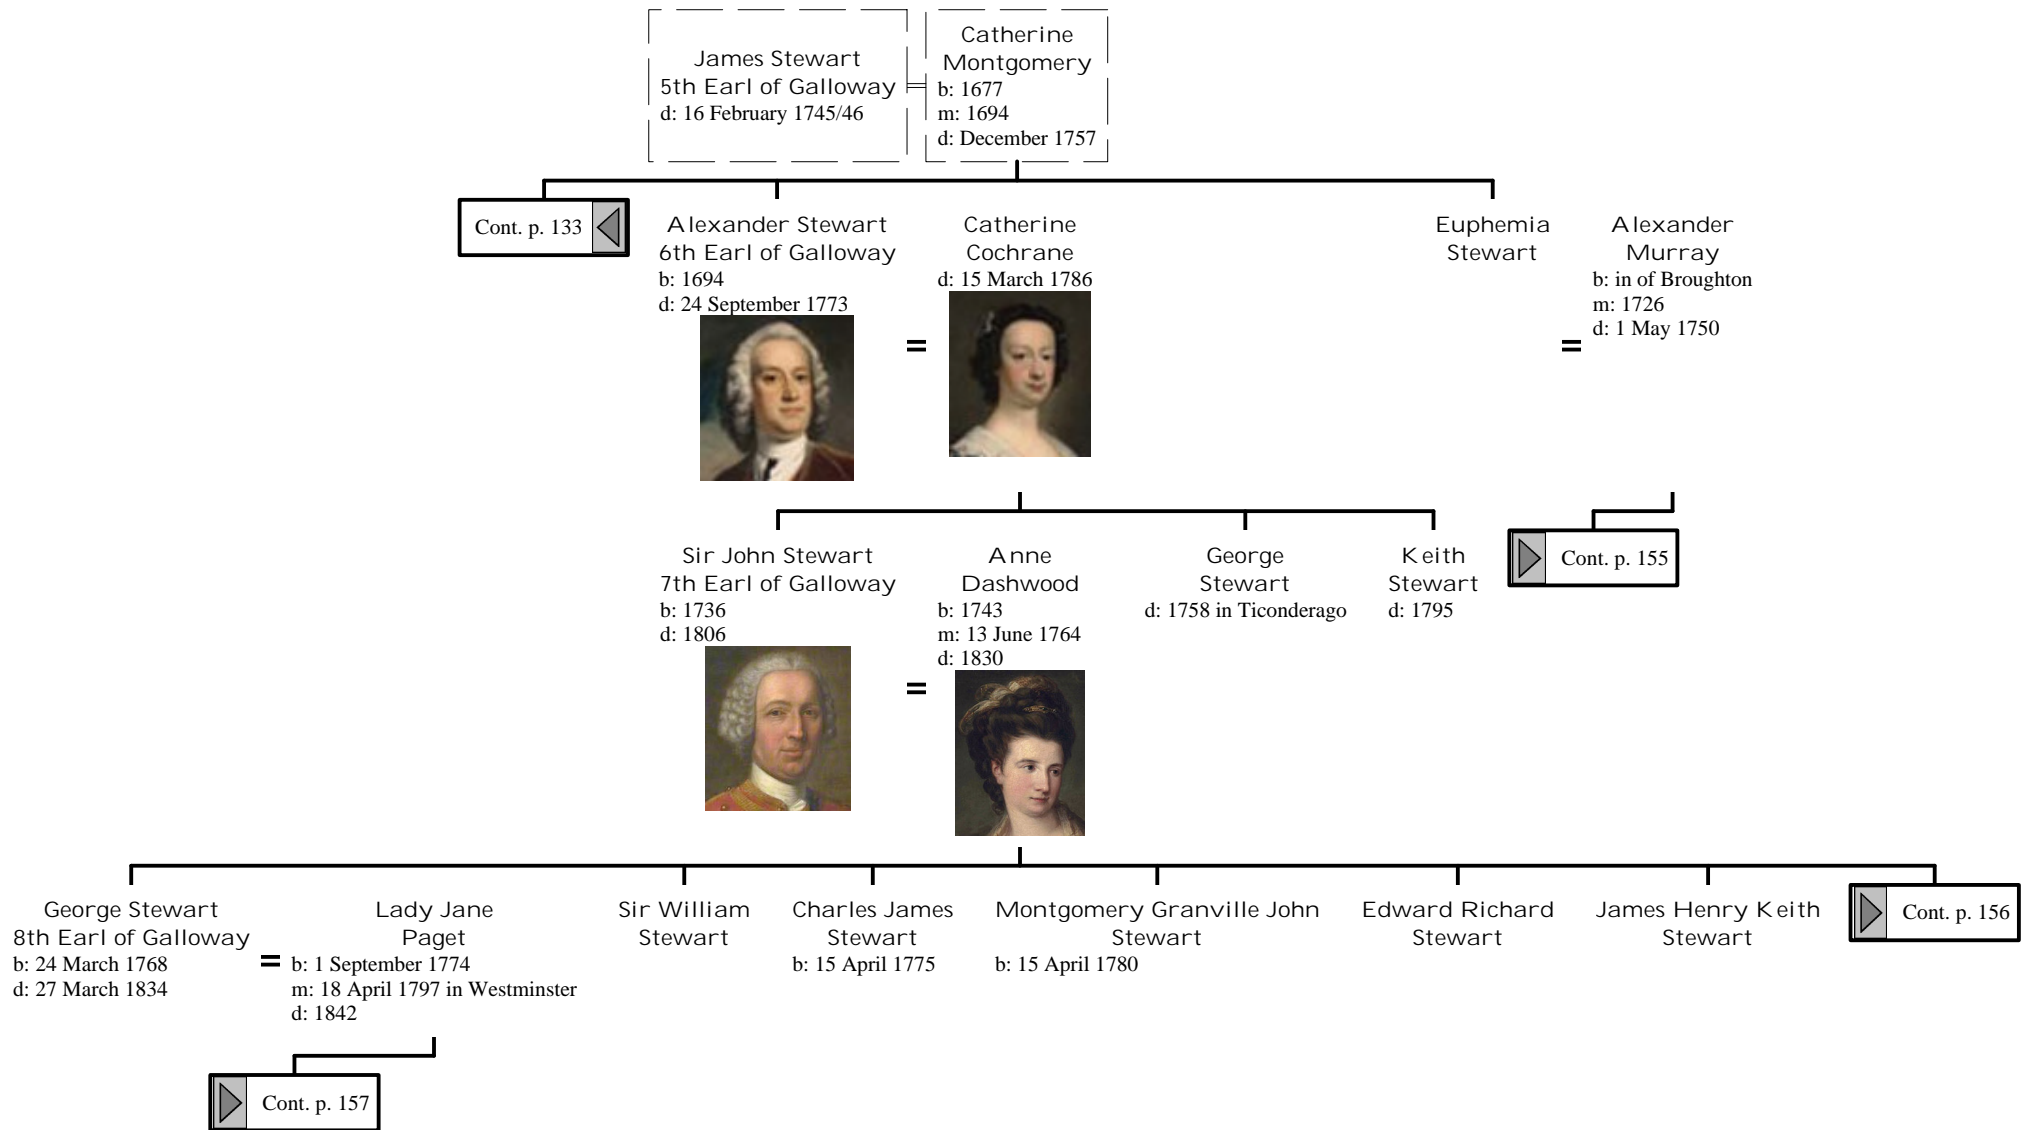 James Stewart
5th Earl of Galloway
d: 16 February 1745/46
Catherine
Montgomery
b: 1677
m: 1694
d: December 1757
Cont. p. 133
Alexander Stewart
6th Earl of Galloway
b: 1694
d: 24 September 1773
=
Catherine
Cochrane
d: 15 March 1786
Euphemia
Stewart
=
Alexander
Murray
b: in of Broughton
m: 1726
d: 1 May 1750
Sir John Stewart
7th Earl of Galloway
b: 1736
d: 1806
=
Anne
Dashwood
b: 1743
m: 13 June 1764
d: 1830
George
Stewart
d: 1758 in Ticonderago
Keith
Stewart
d: 1795
Cont. p. 155
George Stewart
8th Earl of Galloway
b: 24 March 1768
d: 27 March 1834
=
Lady Jane
Paget
b: 1 September 1774
m: 18 April 1797 in Westminster
d: 1842
Sir William
Stewart
Charles James
Stewart
b: 15 April 1775
Montgomery Granville John
Stewart
b: 15 April 1780
Edward Richard
Stewart
James Henry Keith
Stewart
Cont. p. 156
Cont. p. 157